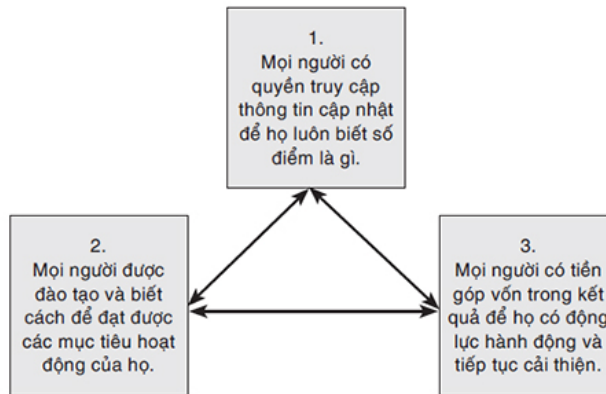 1.
Mọi người có
quyền truy cập
thông tin cập nhật
để họ luôn biết số
điểm là gì.
2.
Mọi người được
đào tạo và biết
cách để đạt được
các mục tiêu hoạt
động của họ.
3.
Mọi người có tiền
góp vốn trong kết
quả để họ có động
lực hành động và
tiếp tục cải thiện.